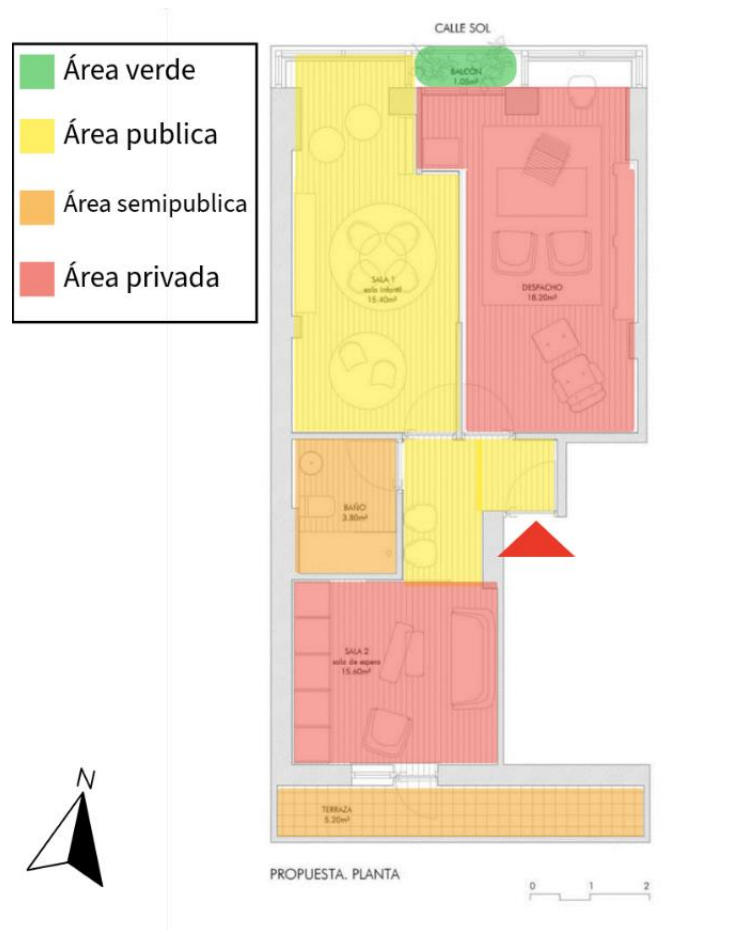 CALLE SOL
Área verde
Área publica
Área semipublica
Área privada
BALCÓN
1.05m²
SALA 1
sala infantil
15.40m²
DESPACHO
18.20m²
BAÑO
3.80m²
SALA 2
sala de espera
15.60m²
TERRAZA
5.20m²
N
PROPUESTA. PLANTA
0 1 2